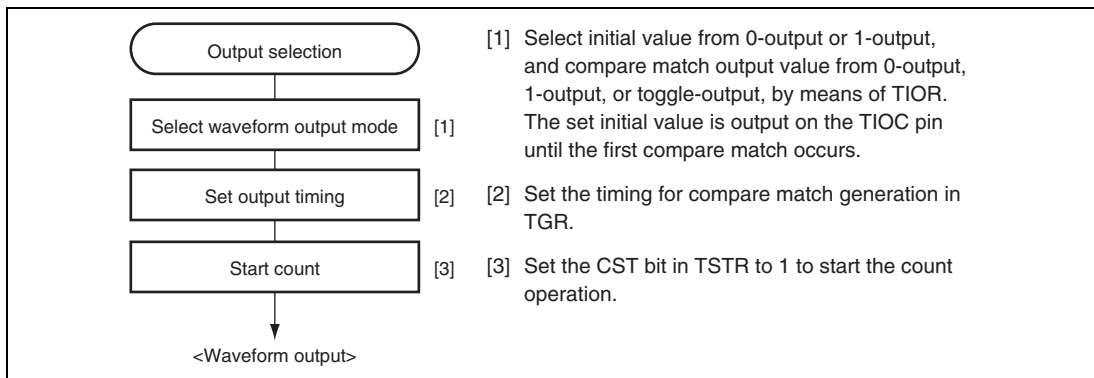 Output selection
Select waveform output mode [1]
Set output timing [2]
Start count [3]
<Waveform output>
[1] Select initial value from 0-output or 1-output,
and compare match output value from 0-output,
1-output, or toggle-output, by means of TIOR.
The set initial value is output on the TIOC pin
until the first compare match occurs.
[2] Set the timing for compare match generation in
TGR.
[3] Set the CST bit in TSTR to 1 to start the count
operation.